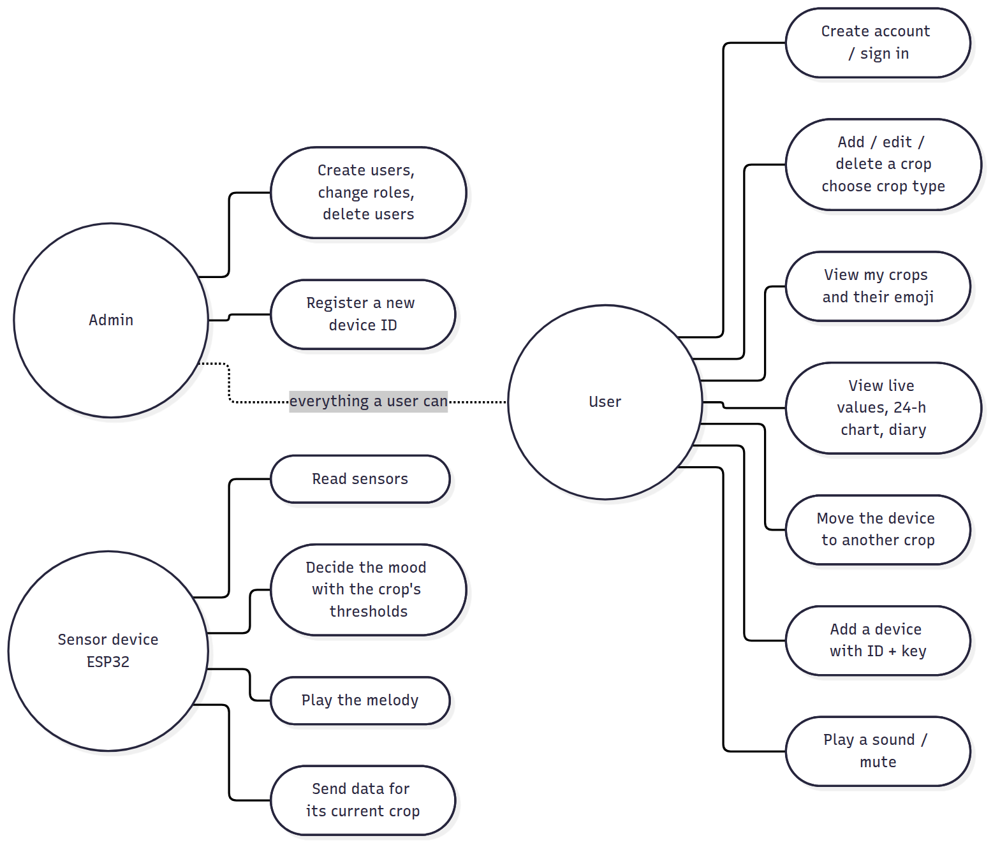 Create account
/ sign in
Add / edit /
delete a crop
choose crop type
Create users,
change roles,
delete users
View my crops
and their emoji
Register a new
device ID
Admin
View live
values, 24-h
chart, diary
everything a user can
User
Read sensors
Move the device
to another crop
Decide the mood
with the crop's
thresholds
Sensor device
ESP32
Add a device
with ID + key
Play the melody
Play a sound /
mute
Send data for
its current crop